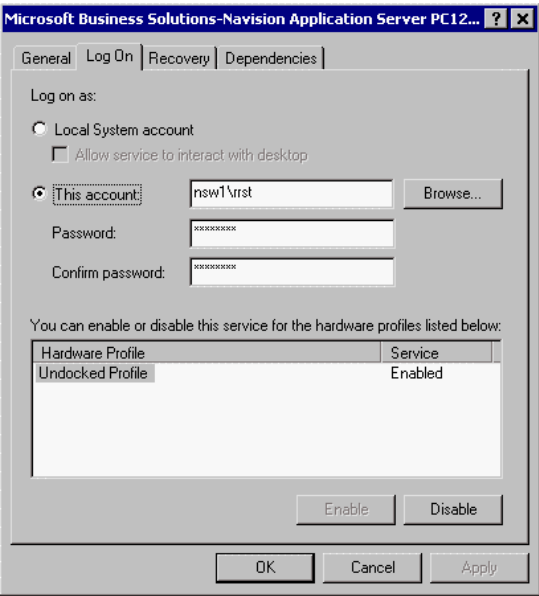 Microsoft Business Solutions-Navision Application Server PC12...
General Log On Recovery Dependencies
Log on as:
Local System account
Allow service to interact with desktop
This account: nsw1\rrst Browse...
Password: xxxxxxxx
Confirm password: xxxxxxxx
You can enable or disable this service for the hardware profiles listed below:
Hardware Profile Service
Undocked Profile Enabled
Enable Disable
OK Cancel Apply